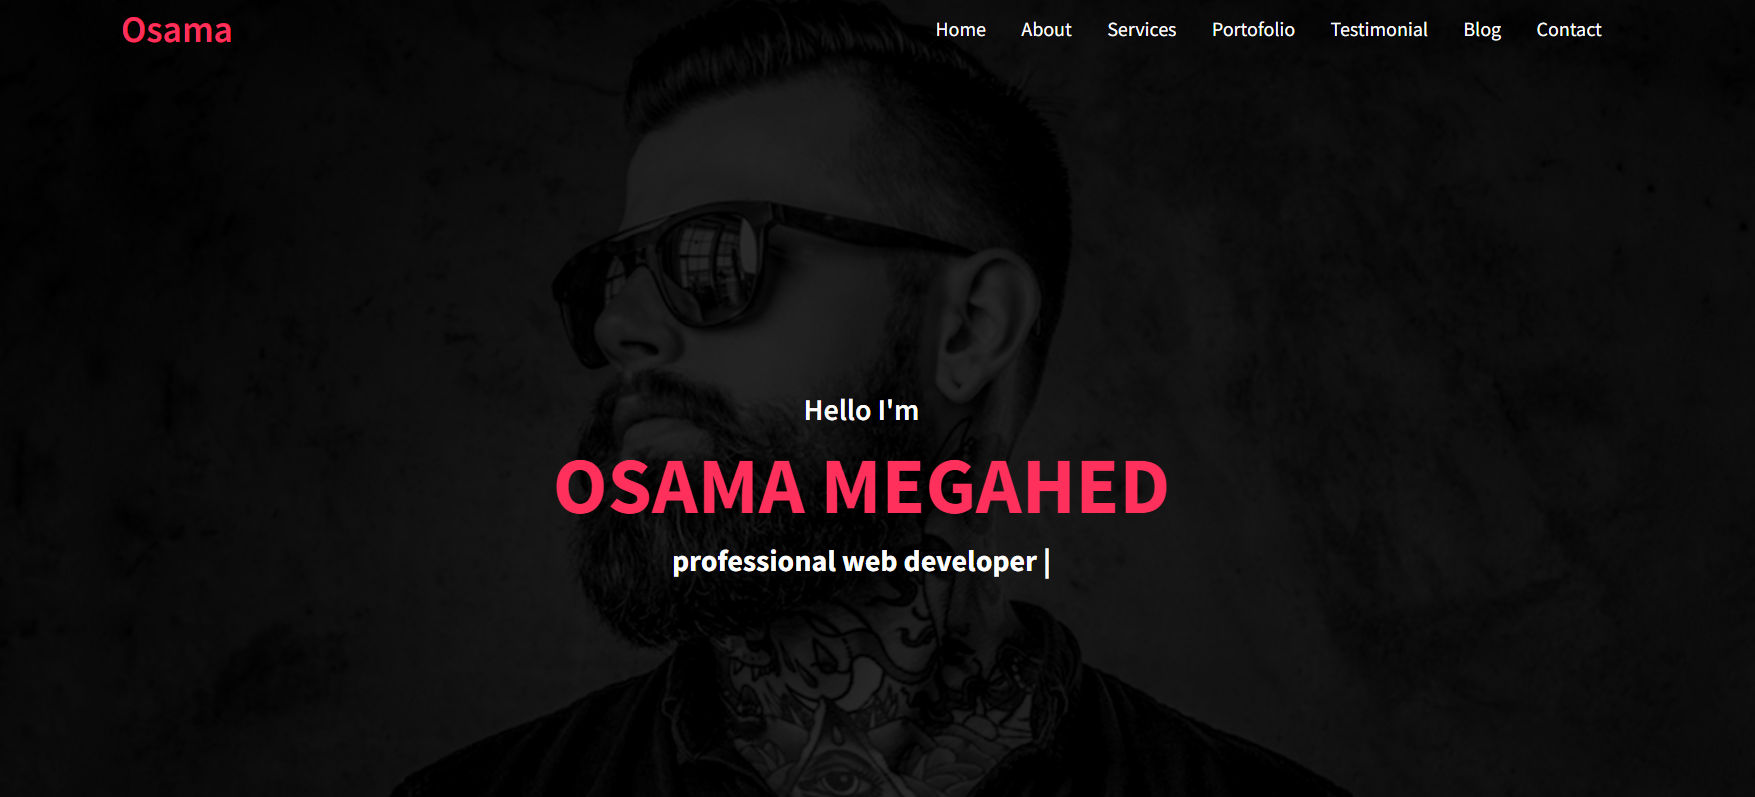 Osama
Home About Services Portofolio Testimonial Blog Contact
Hello I'm
OSAMA MEGAHED
professional web developer |